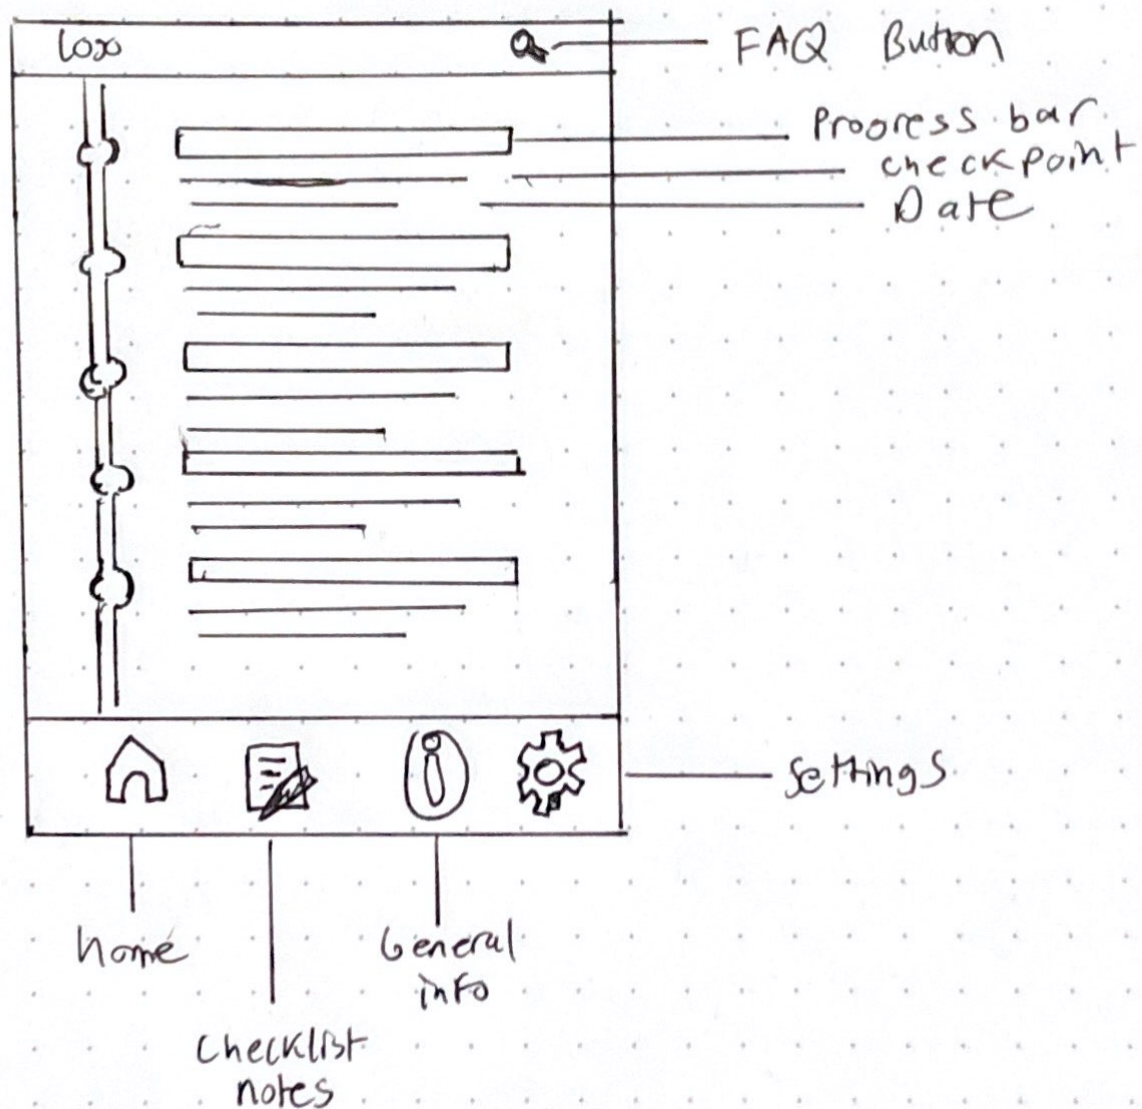 Logo
FAQ Button
Progress bar
checkpoint
Date
Settings
home
General
info
Checklist
notes